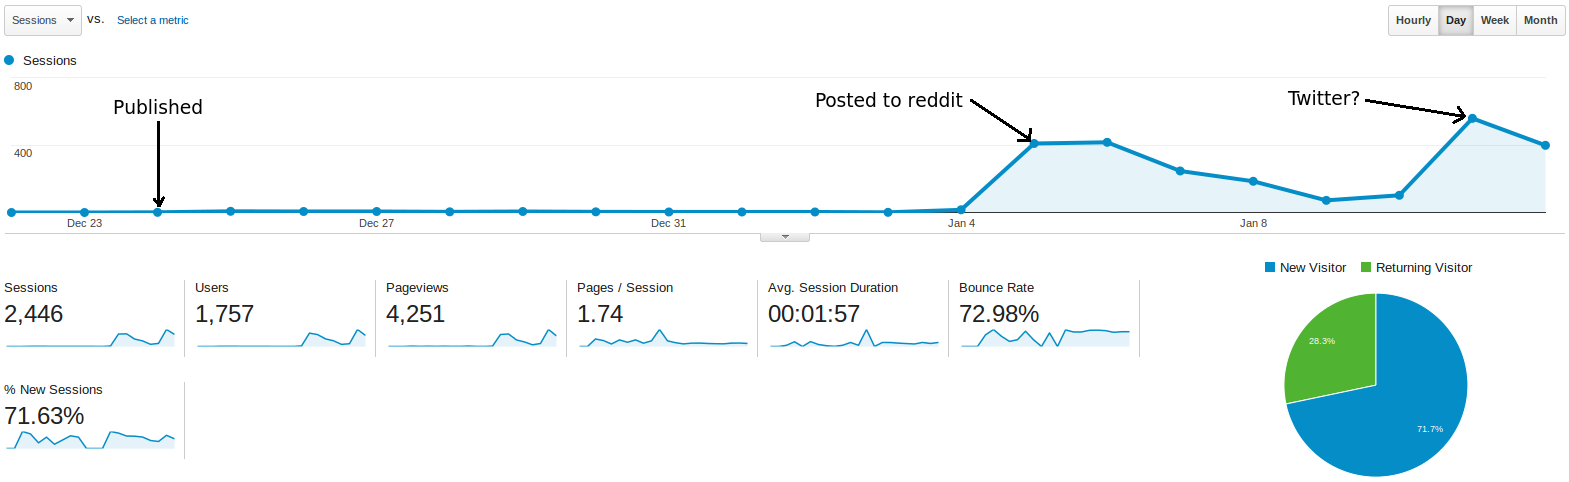 Sessions vs. Select a metric Hourly Day Week Month
Sessions
800
Published Posted to reddit Twitter?
400
Dec 23 Dec 27 Dec 31 Jan 4 Jan 8
New Visitor Returning Visitor
Sessions Users Pageviews Pages / Session Avg. Session Duration Bounce Rate
2,446 1,757 4,251 1.74 00:01:57 72.98%
28.3%
% New Sessions
71.63%
71.7%